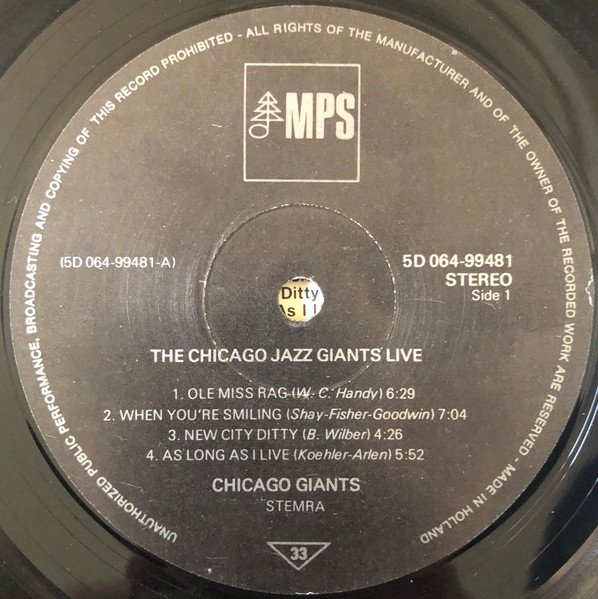 UNAUTHORIZED PUBLIC PERFORMANCE, BROADCASTING AND COPYING OF THIS RECORD PROHIBITED - ALL RIGHTS OF THE MANUFACTURER AND OF THE OWNER OF THE RECORDED WORK ARE RESERVED - MADE IN HOLLAND
MPS
(5D 064-99481-A)
5D 064-99481
STEREO
Side 1
Ditty
As I L
THE CHICAGO JAZZ GIANTS LIVE
1. OLE MISS RAG (W. C. Handy) 6:29
2. WHEN YOU'RE SMILING (Shay-Fisher-Goodwin) 7:04
3. NEW CITY DITTY (B. Wilber) 4:26
4. AS LONG AS I LIVE (Koehler-Arlen) 5:52
CHICAGO GIANTS
STEMRA
33